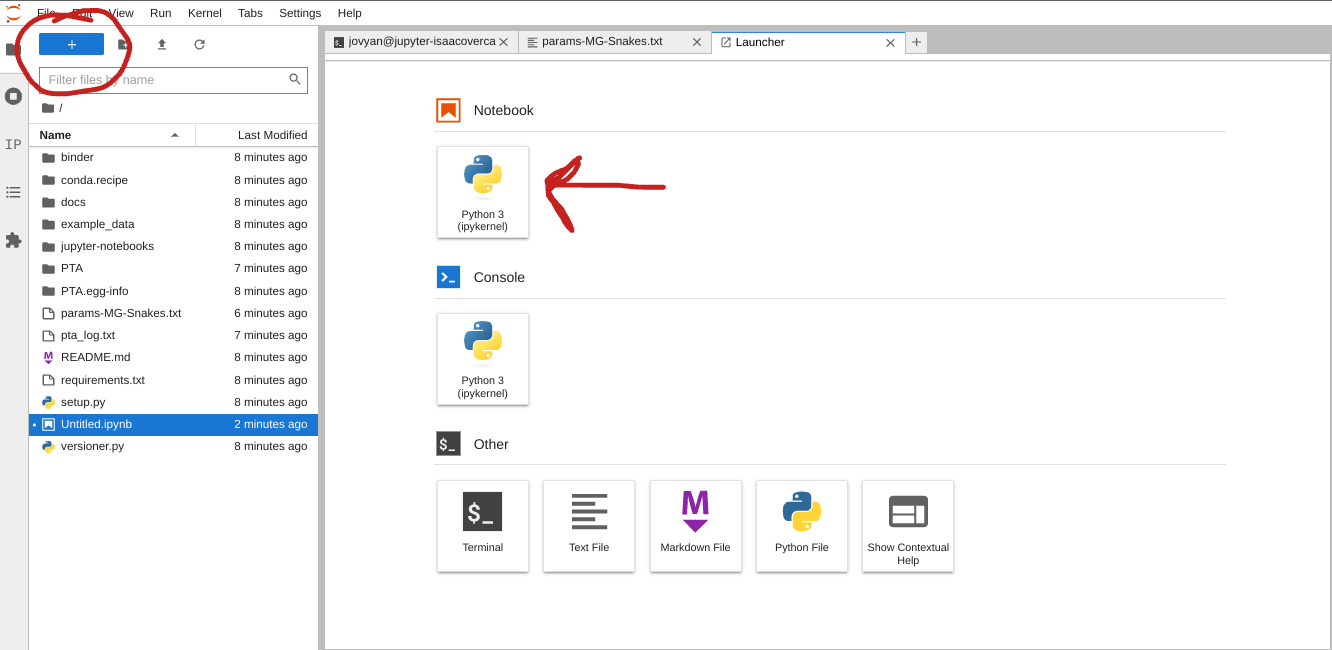 File Edit View Run Kernel Tabs Settings Help
+
jovyan@jupyter-isaacoverca
params-MG-Snakes.txt
Launcher
Filter files by name
/
IP
Name Last Modified
binder 8 minutes ago
conda.recipe 8 minutes ago
docs 8 minutes ago
example_data 8 minutes ago
jupyter-notebooks 8 minutes ago
PTA 7 minutes ago
PTA.egg-info 8 minutes ago
params-MG-Snakes.txt 6 minutes ago
pta_log.txt 7 minutes ago
README.md 8 minutes ago
requirements.txt 8 minutes ago
setup.py 8 minutes ago
Untitled.ipynb 2 minutes ago
versioner.py 8 minutes ago
Notebook
Python 3
(ipykernel)
Console
Python 3
(ipykernel)
$_ Other
$_
M
Terminal
Text File
Markdown File
Python File
Show Contextual
Help